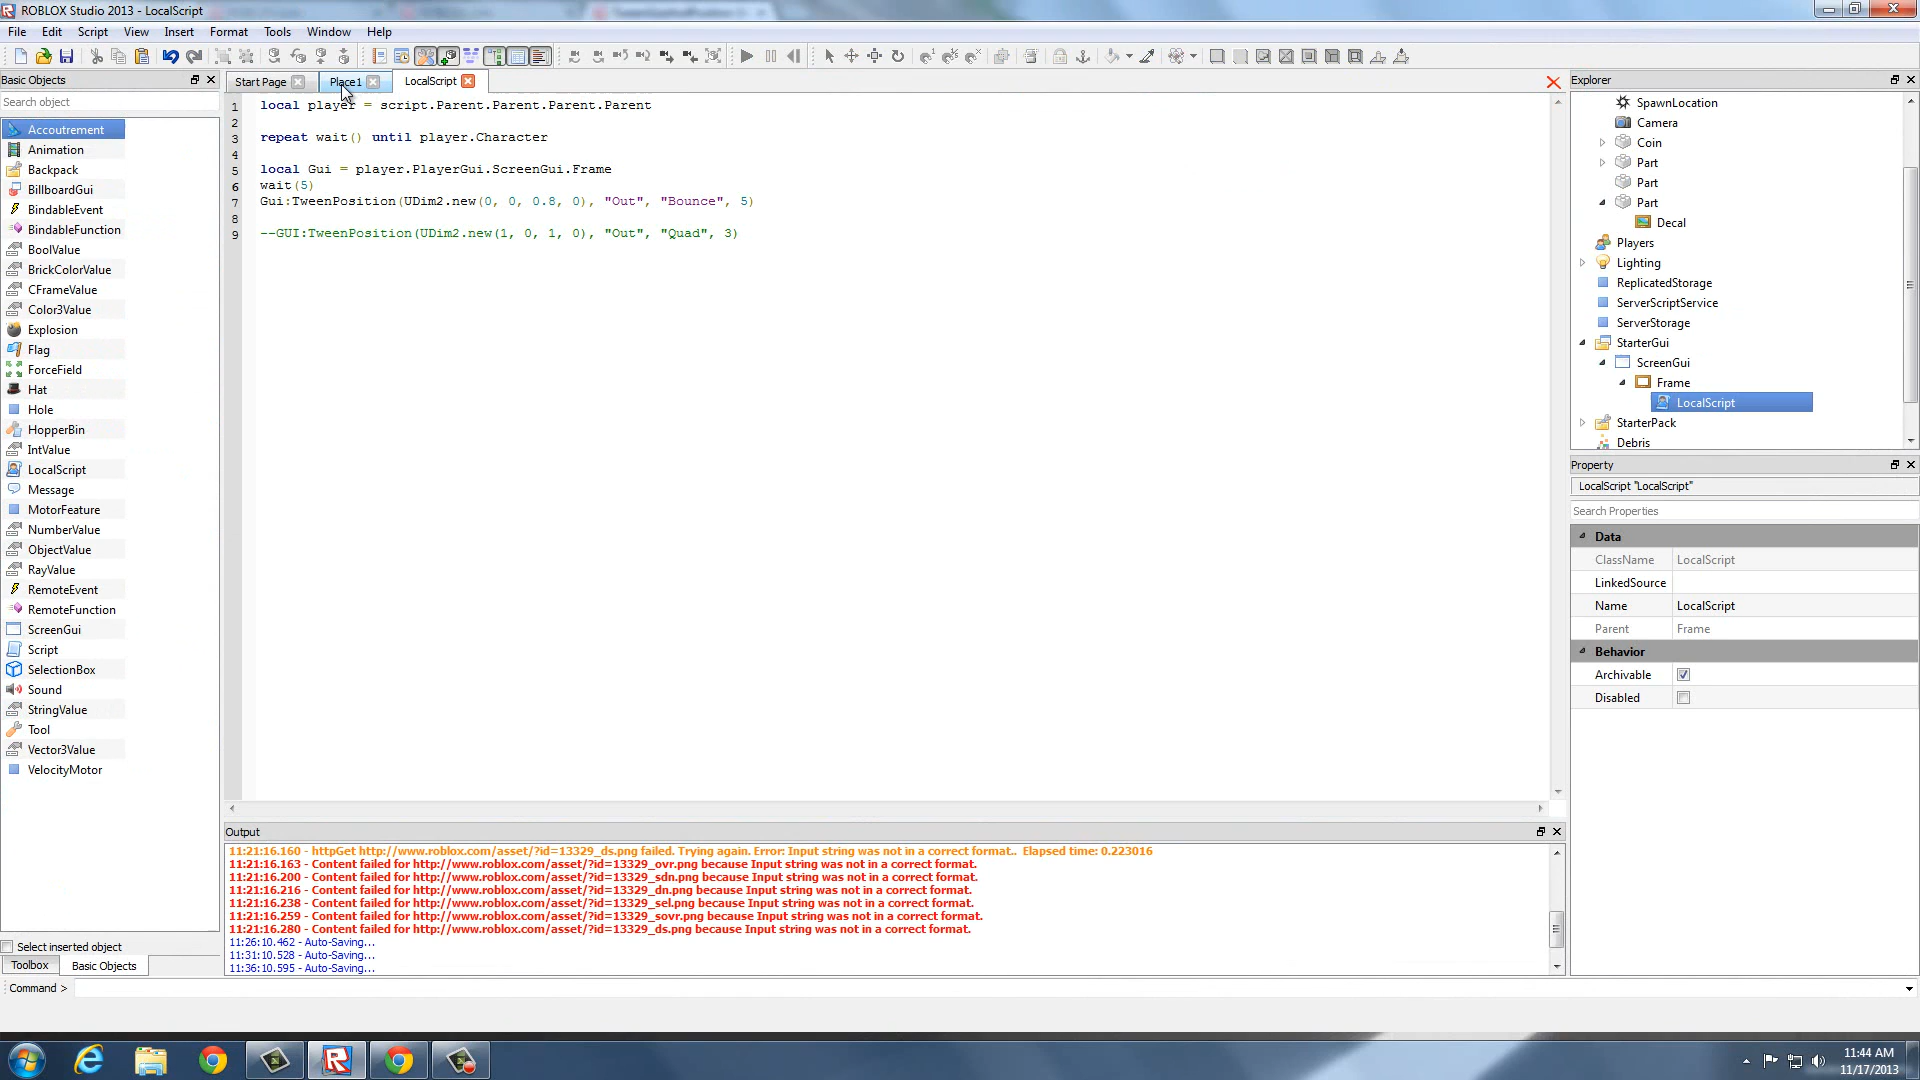 ROBLOX Studio 2013 - LocalScript
File Edit Script View Insert Format Tools Window Help
Basic Objects
Search object
Accoutrement
Animation
Backpack
BillboardGui
BindableEvent
BindableFunction
BoolValue
BrickColorValue
CFrameValue
Color3Value
Explosion
Flag
ForceField
Hat
Hole
HopperBin
IntValue
LocalScript
Message
MotorFeature
NumberValue
ObjectValue
RayValue
RemoteEvent
RemoteFunction
ScreenGui
Script
SelectionBox
Sound
StringValue
Tool
Vector3Value
VelocityMotor
Select inserted object
Toolbox Basic Objects
Start Page Place1 LocalScript
1 local player = script.Parent.Parent.Parent.Parent
2
3 repeat wait() until player.Character
4
5 local Gui = player.PlayerGui.ScreenGui.Frame
6 wait(5)
7 Gui:TweenPosition(UDim2.new(0, 0, 0.8, 0), "Out", "Bounce", 5)
8
9 --GUI:TweenPosition(UDim2.new(1, 0, 1, 0), "Out", "Quad", 3)
Output
11:21:16.160 - httpGet http://www.roblox.com/asset/?id=13329_ds.png failed. Trying again. Error: Input string was not in a correct format.. Elapsed time: 0.223016
11:21:16.163 - Content failed for http://www.roblox.com/asset/?id=13329_ovr.png because Input string was not in a correct format.
11:21:16.200 - Content failed for http://www.roblox.com/asset/?id=13329_sdn.png because Input string was not in a correct format.
11:21:16.216 - Content failed for http://www.roblox.com/asset/?id=13329_dn.png because Input string was not in a correct format.
11:21:16.238 - Content failed for http://www.roblox.com/asset/?id=13329_sel.png because Input string was not in a correct format.
11:21:16.259 - Content failed for http://www.roblox.com/asset/?id=13329_sovr.png because Input string was not in a correct format.
11:21:16.280 - Content failed for http://www.roblox.com/asset/?id=13329_ds.png because Input string was not in a correct format.
11:26:10.462 - Auto-Saving...
11:31:10.528 - Auto-Saving...
11:36:10.595 - Auto-Saving...
Command >
Explorer
SpawnLocation
Camera
Coin
Part
Part
Part
Decal
Players
Lighting
ReplicatedStorage
ServerScriptService
ServerStorage
StarterGui
ScreenGui
Frame
LocalScript
StarterPack
Debris
Property
LocalScript "LocalScript"
Search Properties
Data
ClassName LocalScript
LinkedSource
Name LocalScript
Parent Frame
Behavior
Archivable
Disabled
11:44 AM
11/17/2013